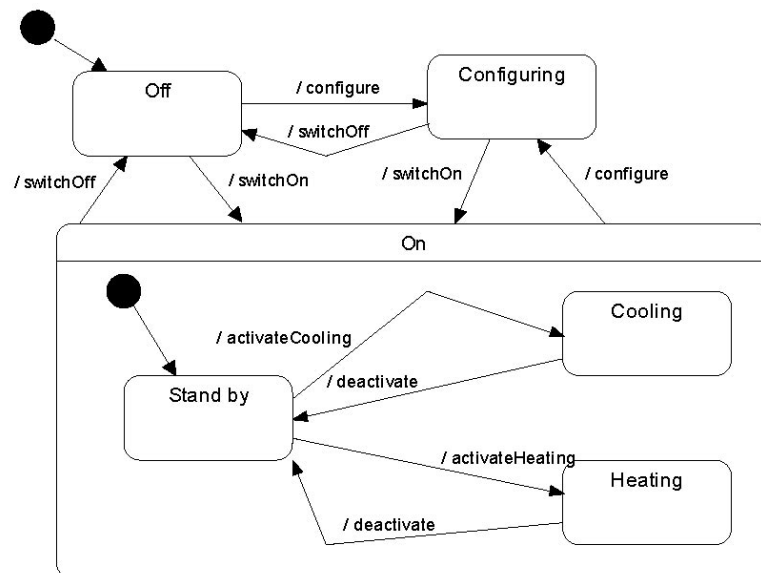 Off
Configuring
/ configure
/ switchOff
/ switchOff
/ switchOn
/ switchOn
/ configure
On
Cooling
/ activateCooling
/ deactivate
Stand by
/ activateHeating
Heating
/ deactivate